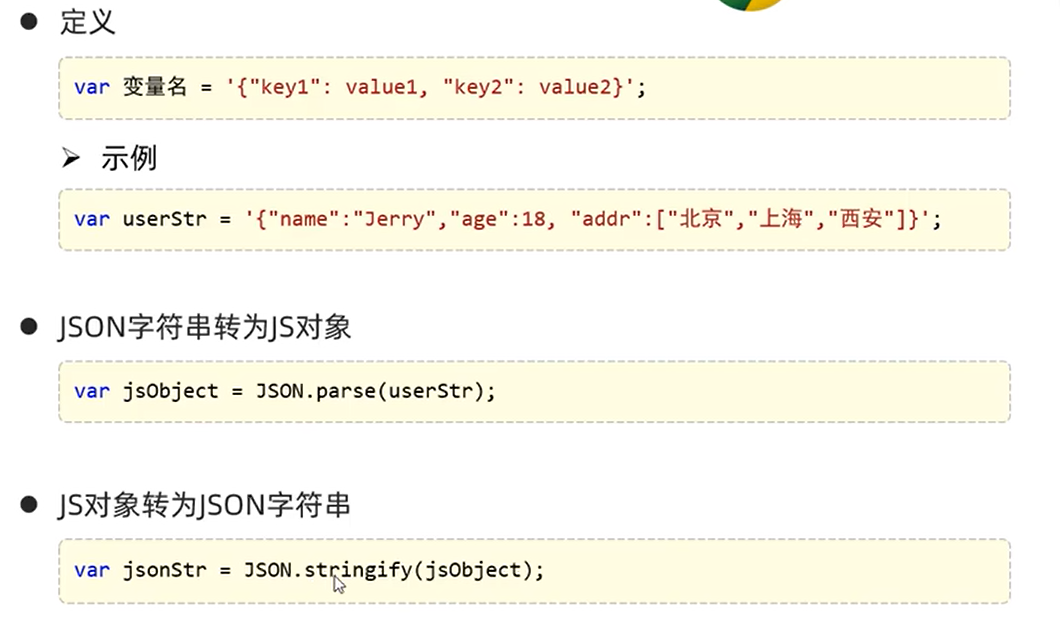 定义
var 变量名 = '{"key1": value1, "key2": value2}';
示例
var userStr = '{"name":"Jerry","age":18, "addr":["北京","上海","西安"]}';
JSON字符串转为JS对象
var jsObject = JSON.parse(userStr);
JS对象转为JSON字符串
var jsonStr = JSON.stringify(jsObject);